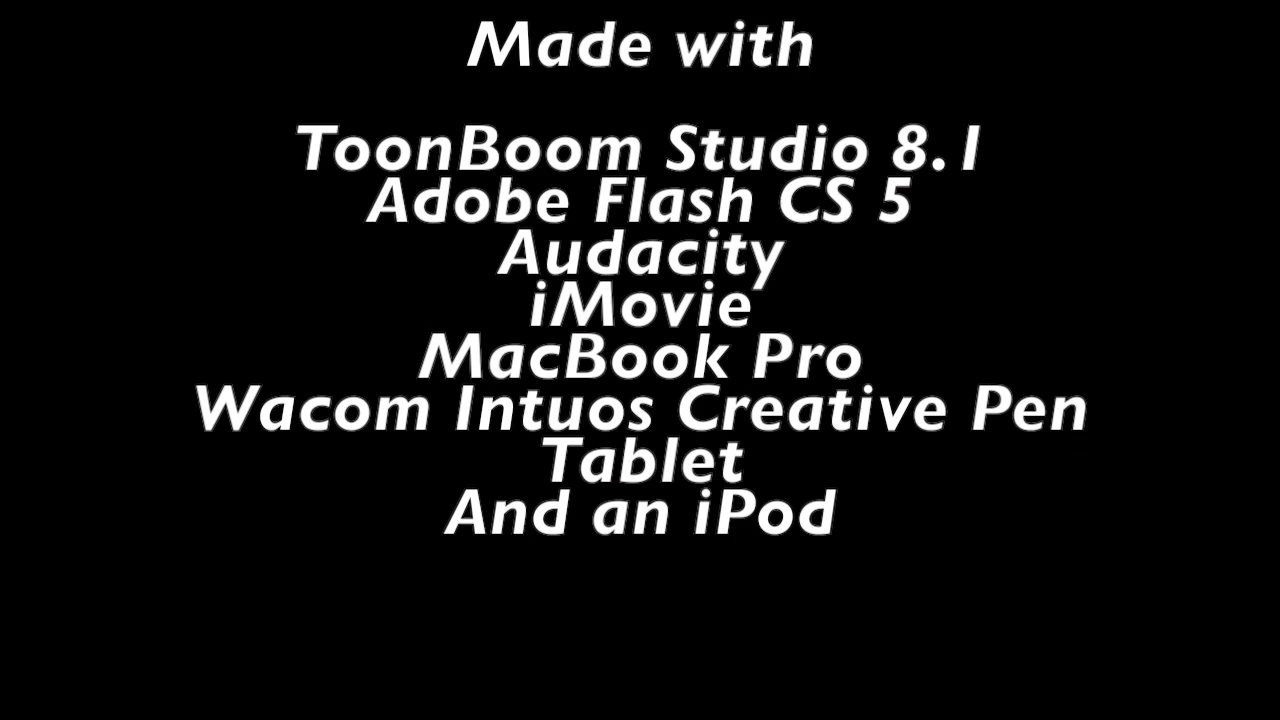 Made with
ToonBoom Studio 8.1
Adobe Flash CS 5
Audacity
iMovie
MacBook Pro
Wacom Intuos Creative Pen
Tablet
And an iPod